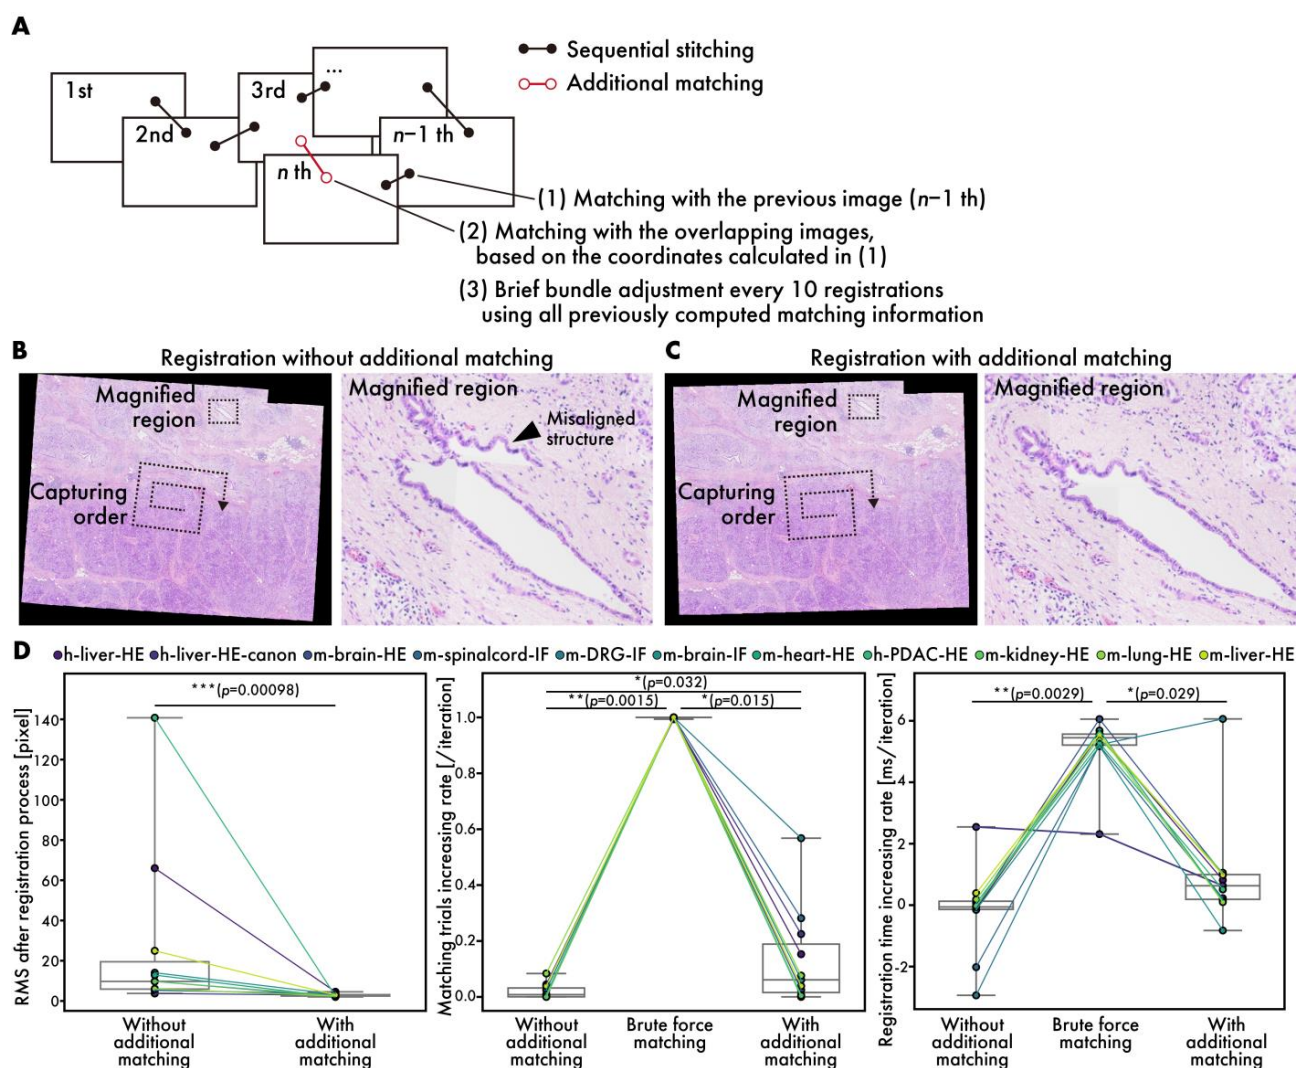 A
Sequential stitching
Additional matching
1st
2nd
3rd
...
n−1 th
n th
(1) Matching with the previous image (n−1 th)
(2) Matching with the overlapping images,
based on the coordinates calculated in (1)
(3) Brief bundle adjustment every 10 registrations
using all previously computed matching information
B
Registration without additional matching
Magnified
region
Capturing
order
Magnified region
Misaligned
structure
C
Registration with additional matching
Magnified
region
Capturing
order
Magnified region
D
h-liver-HE h-liver-HE-canon m-brain-HE m-spinalcord-IF m-DRG-IF m-brain-IF m-heart-HE h-PDAC-HE m-kidney-HE m-lung-HE m-liver-HE
RMS after registration process [pixel]
140
120
100
80
60
40
20
0
***(p=0.00098)
Without
additional
matching
With
additional
matching
Matching trials increasing rate [/iteration]
1.0
0.8
0.6
0.4
0.2
0.0
*(p=0.032)
**(p=0.0015)
*(p=0.015)
Without
additional
matching
Brute force
matching
With
additional
matching
Registration time increasing rate [ms/iteration]
6
4
2
0
-2
**(p=0.0029)
*(p=0.029)
Without
additional
matching
Brute force
matching
With
additional
matching